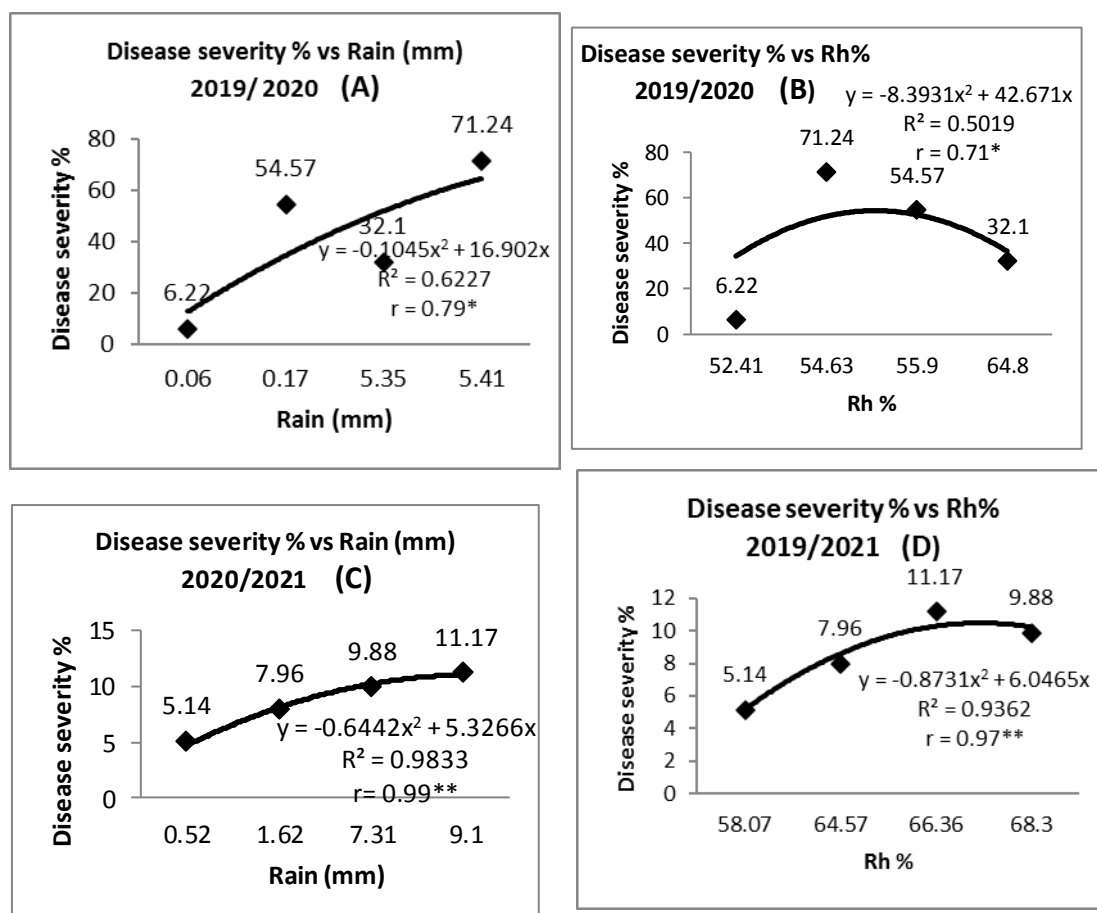 Disease severity % vs Rain (mm)
2019/ 2020 (A)
Disease severity %
80
60
40
20
0
6.22
54.57
32.1
71.24
y = -0.1045x² + 16.902x
R² = 0.6227
r = 0.79*
0.06 0.17 5.35 5.41
Rain (mm)
Disease severity % vs Rh%
2019/2020 (B)
y = -8.3931x² + 42.671x
R² = 0.5019
r = 0.71*
Disease severity %
80
60
40
20
0
6.22
71.24
54.57
32.1
52.41 54.63 55.9 64.8
Rh %
Disease severity % vs Rain (mm)
2020/2021 (C)
Disease severity %
15
10
5
0
5.14
7.96
9.88
11.17
y = -0.6442x² + 5.3266x
R² = 0.9833
r= 0.99**
0.52 1.62 7.31 9.1
Rain (mm)
Disease severity % vs Rh%
2019/2021 (D)
Disease severity %
12
10
8
6
4
2
0
5.14
7.96
11.17
9.88
y = -0.8731x² + 6.0465x
R² = 0.9362
r = 0.97**
58.07 64.57 66.36 68.3
Rh %